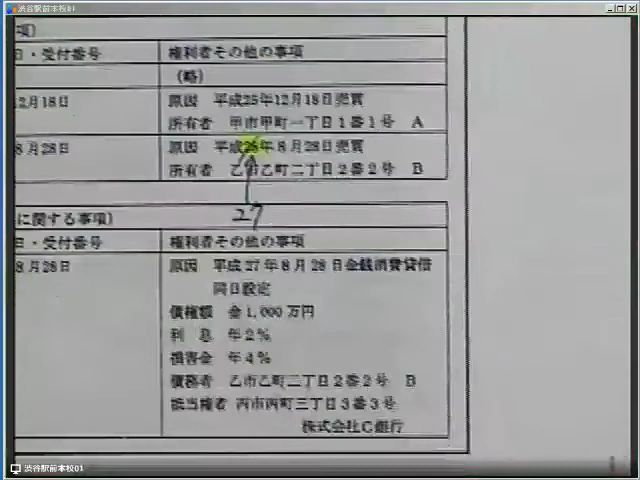 渋谷駅前本校01
項)
日・受付番号 権利者その他の事項
(略)
12月18日 原因 平成25年12月18日売買
所有者 甲市甲町一丁目1番1号 A
8月28日 原因 平成26年8月28日売買
所有者 乙市乙町二丁目2番2号 B
27
に関する事項)
日・受付番号 権利者その他の事項
8月28日 原因 平成27年8月28日金銭消費貸借
同日設定
債権額 金1,000万円
利息 年2%
損害金 年4%
債務者 乙市乙町二丁目2番2号 B
抵当権者 丙市丙町三丁目3番3号
株式会社C銀行
渋谷駅前本校01